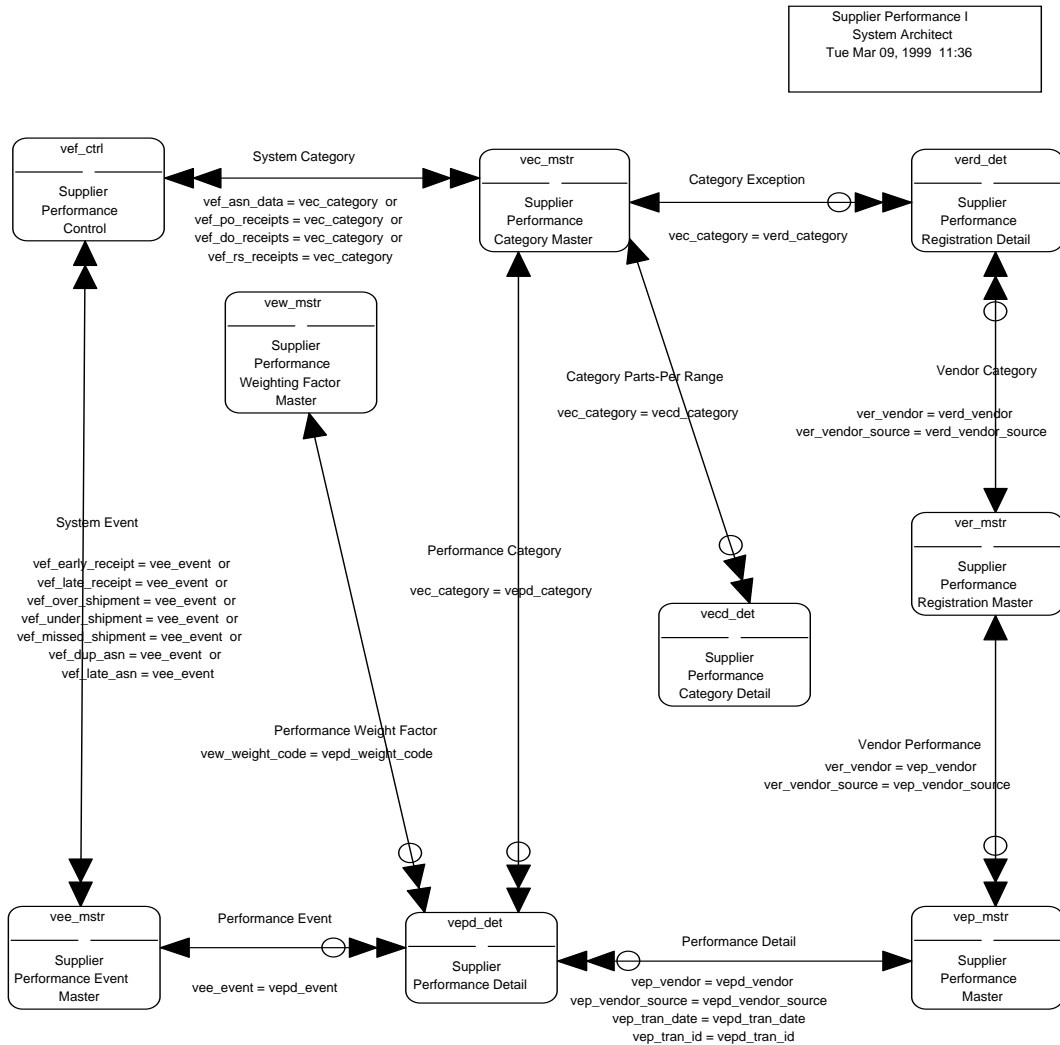 Supplier Performance I
System Architect
Tue Mar 09, 1999 11:36
vef_ctrl
Supplier
Performance
Control
System Category
vef_asn_data = vec_category or
vef_po_receipts = vec_category or
vef_do_receipts = vec_category or
vef_rs_receipts = vec_category
vec_mstr
Supplier
Performance
Category Master
Category Exception
vec_category = verd_category
verd_det
Supplier
Performance
Registration Detail
vew_mstr
Supplier
Performance
Weighting Factor
Master
Category Parts-Per Range
vec_category = vecd_category
Vendor Category
ver_vendor = verd_vendor
ver_vendor_source = verd_vendor_source
System Event
vef_early_receipt = vee_event or
vef_late_receipt = vee_event or
vef_over_shipment = vee_event or
vef_under_shipment = vee_event or
vef_missed_shipment = vee_event or
vef_dup_asn = vee_event or
vef_late_asn = vee_event
Performance Category
vec_category = vepd_category
ver_mstr
Supplier
Performance
Registration Master
vecd_det
Supplier
Performance
Category Detail
Performance Weight Factor
vew_weight_code = vepd_weight_code
Vendor Performance
ver_vendor = vep_vendor
ver_vendor_source = vep_vendor_source
vee_mstr
Supplier
Performance Event
Master
Performance Event
vee_event = vepd_event
vepd_det
Supplier
Performance Detail
Performance Detail
vep_vendor = vepd_vendor
vep_vendor_source = vepd_vendor_source
vep_tran_date = vepd_tran_date
vep_tran_id = vepd_tran_id
vep_mstr
Supplier
Performance
Master